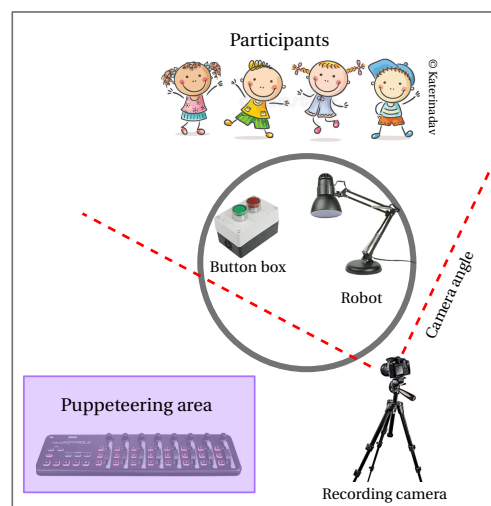 Participants
© Katerinadav
Button box
Robot
Camera angle
Puppeteering area
Recording camera